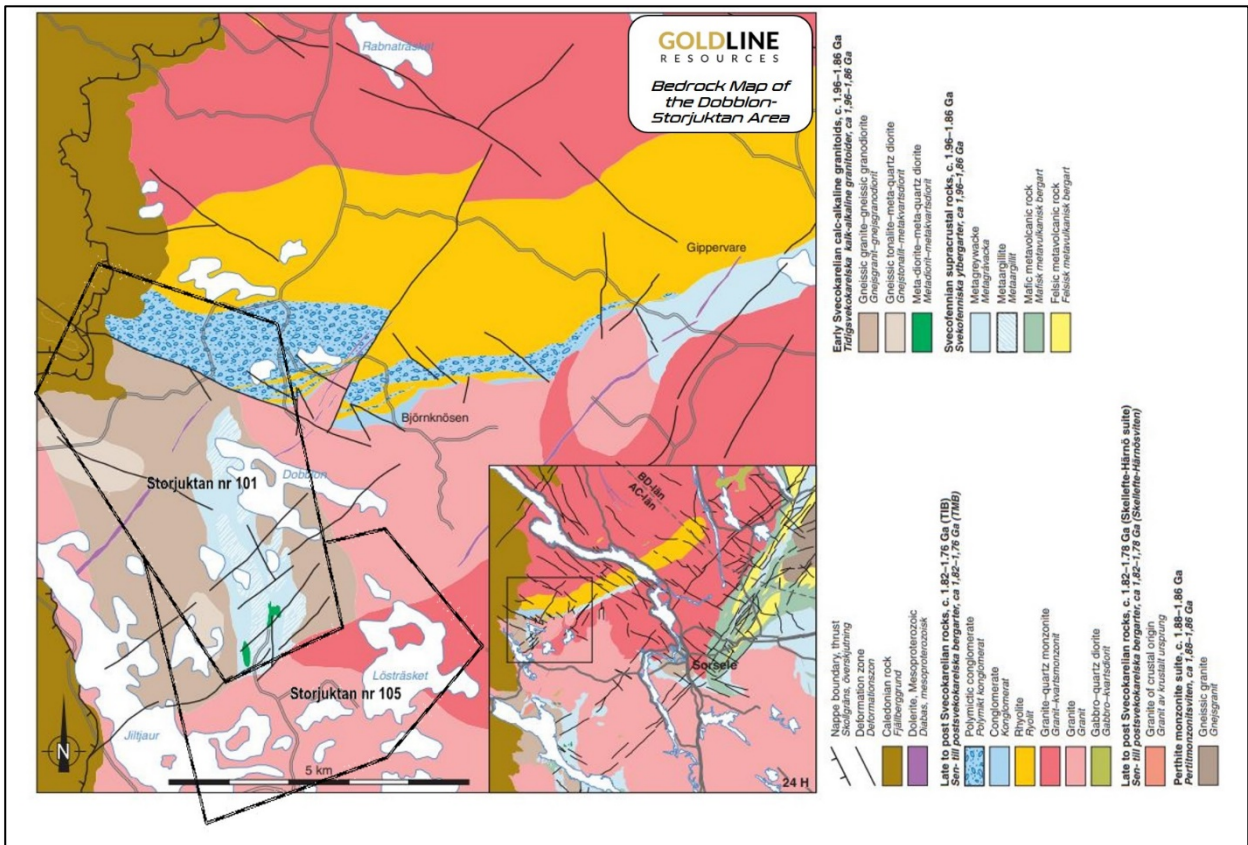 GOLDLINE
RESOURCES
Bedrock Map of
the Dobblon-
Storjuktan Area
Rabnaträsket
Gippervare
Björnknösen
Dobblon
Storjuktan nr 101
Storjuktan nr 105
Lösträsket
Jiltjaur
N
5 km
BD-län
AC-län
Sorsele
24 H
Nappe boundary, thrust
Skollgräns, överskjutning
Deformation zone
Deformationszon
Caledonian rock
Fjällberggrund
Dolerite, Mesoproterozoic
Diabas, mesoproterozoisk
Late to post Svecokarelian rocks, c. 1.82–1.76 Ga (TIB)
Sen- till postsvekokarelska bergarter, ca 1,82–1,76 Ga (TMB)
Polymictic conglomerate
Polymikt konglomerat
Conglomerate
Konglomerat
Rhyolite
Ryolit
Granite–quartz monzonite
Granit–kvartsmonzonit
Granite
Granit
Gabbro–quartz diorite
Gabbro–kvartsdiorit
Late to post Svecokarelian rocks, c. 1.82–1.78 Ga (Skellefte-Härnö suite)
Sen- till postsvekokarelska bergarter, ca 1,82–1,78 Ga (Skellefte-Härnösviten)
Granite of crustal origin
Granit av krustalt ursprung
Perthite monzonite suite, c. 1.88–1.86 Ga
Pertitmonzonitsviten, ca 1,88–1,86 Ga
Gneissic granite
Gnejsgranit
Early Svecokarelian calc-alkaline granitoids, c. 1.96–1.86 Ga
Tidigsvekokarelska kalk-alkaline granitoider, ca 1,96–1,86 Ga
Gneissic granite–gneissic granodiorite
Gnejsgranit–gnejsgranodiorit
Gneissic tonalite–meta-quartz diorite
Gnejstonalit–metakvartsdiorit
Meta-diorite–meta-quartz diorite
Metadiorit–metakvartsdiorit
Svecofennian supracrustal rocks, c. 1.96–1.86 Ga
Svekofenniska ytbergarter, ca 1,96–1,86 Ga
Metagreywacke
Metagråvacka
Metaargillite
Metaargillit
Mafic metavolcanic rock
Mafisk metavulkanisk bergart
Felsic metavolcanic rock
Felsisk metavulkanisk bergart